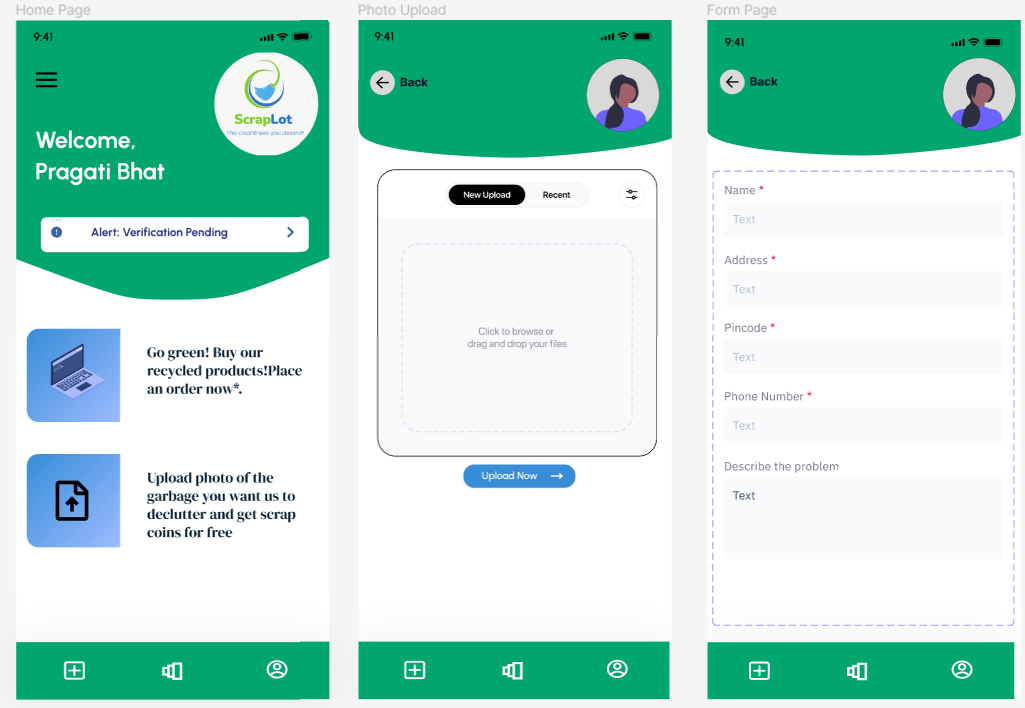 Home Page
9:41
ScrapLot
The cleanliness you deserve!
Welcome,
Pragati Bhat
Alert: Verification Pending
Go green! Buy our
recycled products!Place
an order now*.
Upload photo of the
garbage you want us to
declutter and get scrap
coins for free
Photo Upload
9:41
Back
New Upload
Recent
Click to browse or
drag and drop your files
Upload Now
Form Page
9:41
Back
Name *
Text
Address *
Text
Pincode *
Text
Phone Number *
Text
Describe the problem
Text